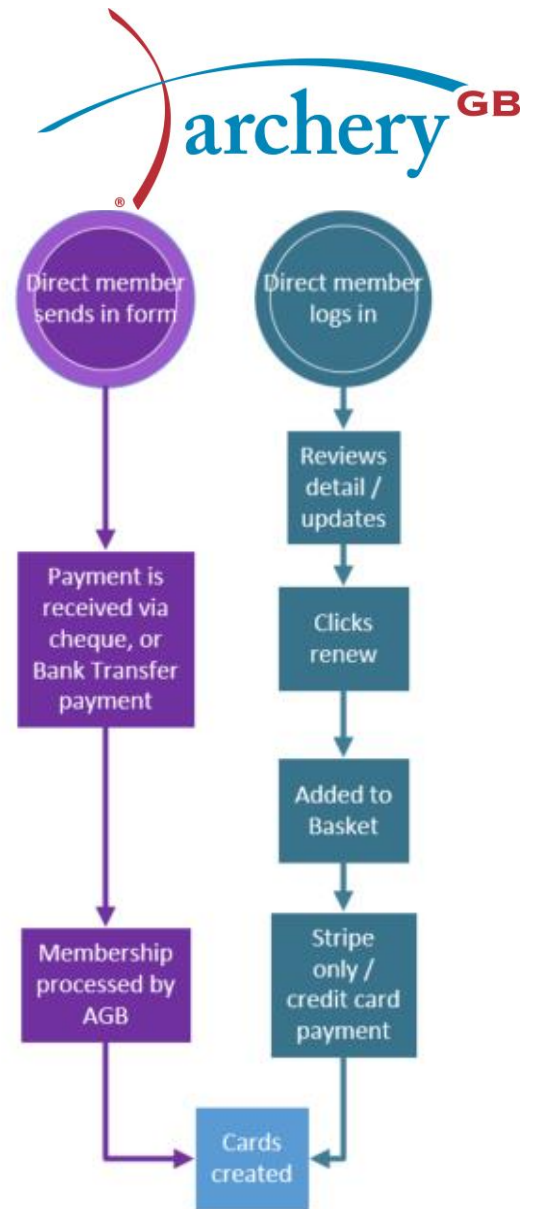 archery GB
®
Direct member
sends in form
Payment is
received via
cheque, or
Bank Transfer
payment
Membership
processed by
AGB
Direct member
logs in
Reviews
detail /
updates
Clicks
renew
Added to
Basket
Stripe
only /
credit card
payment
Cards
created